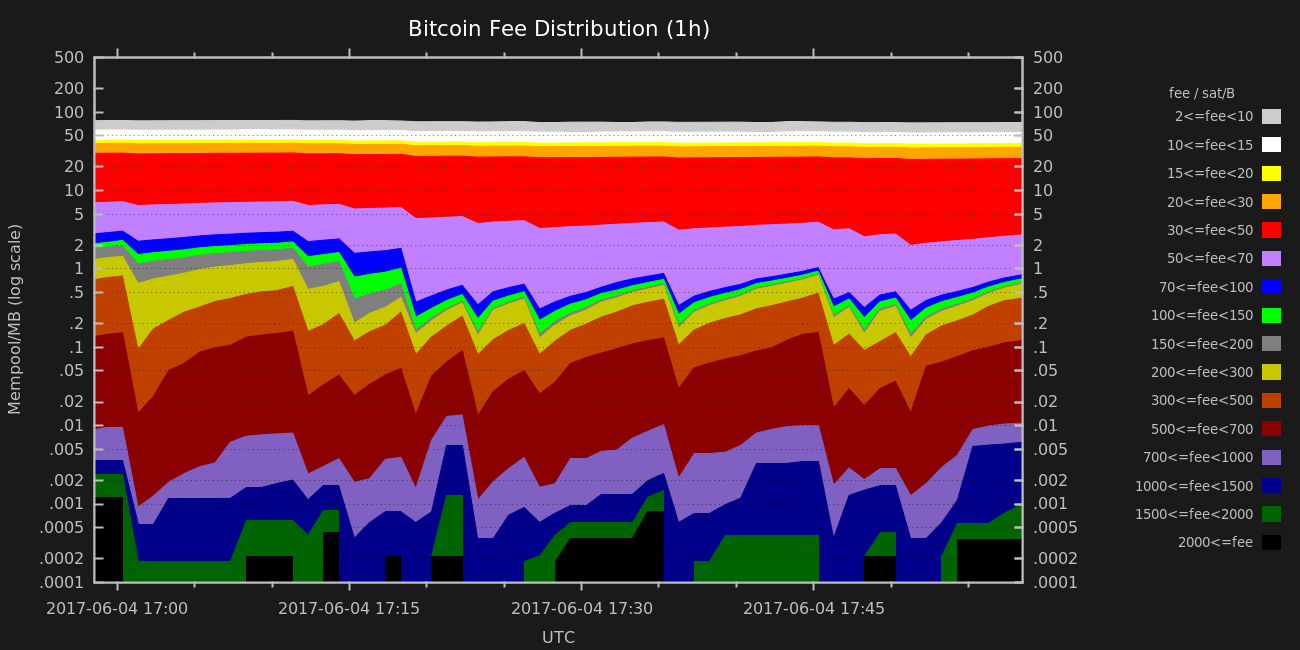 Bitcoin Fee Distribution (1h)
500
200
100
50
20
10
5
2
1
.5
.2
.1
.05
.02
.01
.005
.002
.001
.0005
.0002
.0001
Mempool/MB (log scale)
500
200
100
50
20
10
5
2
1
.5
.2
.1
.05
.02
.01
.005
.002
.001
.0005
.0002
.0001
2017-06-04 17:00
2017-06-04 17:15
2017-06-04 17:30
2017-06-04 17:45
UTC
fee / sat/B
2<=fee<10
10<=fee<15
15<=fee<20
20<=fee<30
30<=fee<50
50<=fee<70
70<=fee<100
100<=fee<150
150<=fee<200
200<=fee<300
300<=fee<500
500<=fee<700
700<=fee<1000
1000<=fee<1500
1500<=fee<2000
2000<=fee